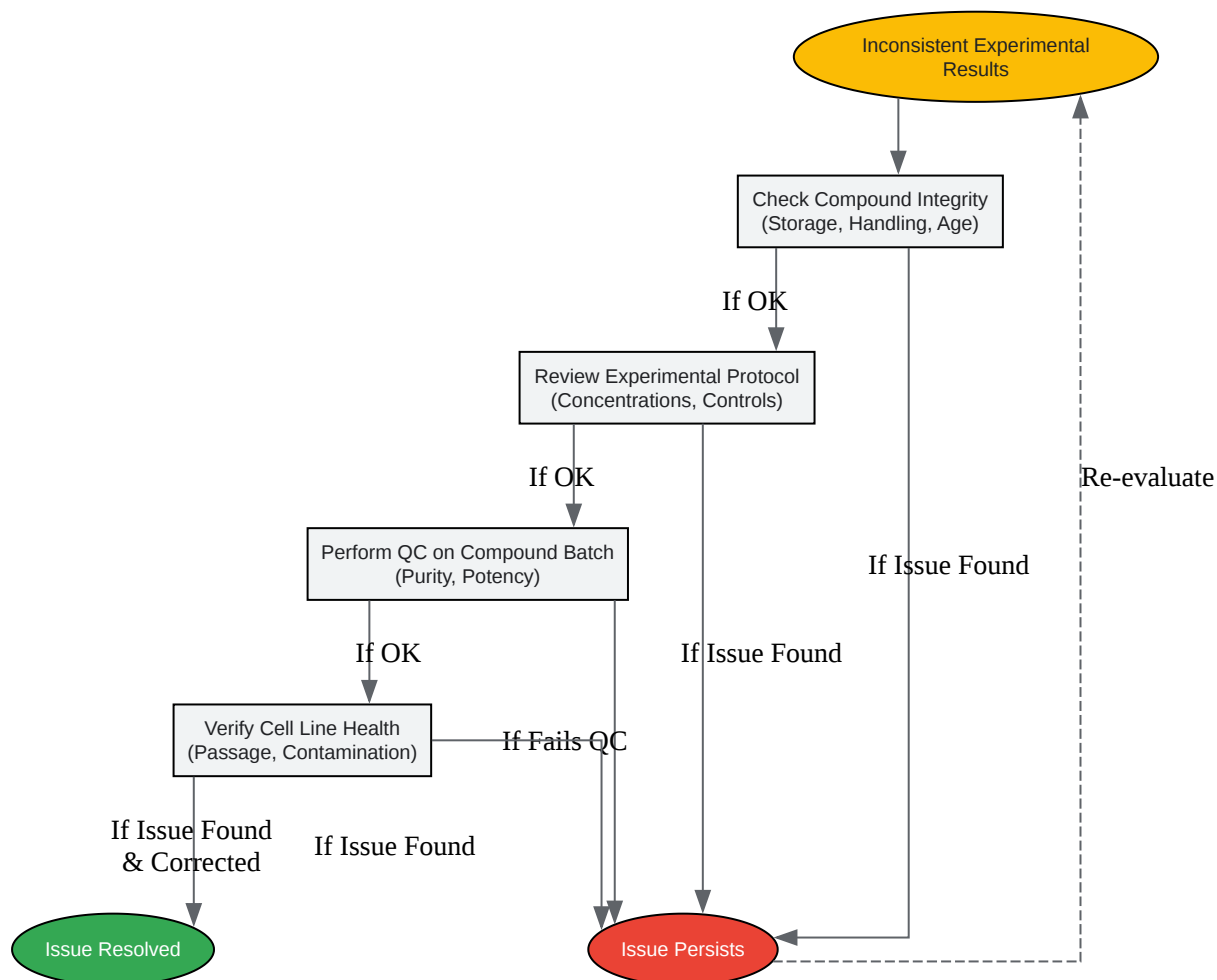 Inconsistent Experimental
Results
Check Compound Integrity
(Storage, Handling, Age)
If OK
Review Experimental Protocol
(Concentrations, Controls)
If OK
Re-evaluate
Perform QC on Compound Batch
(Purity, Potency)
If Issue Found
If OK
If Issue Found
Verify Cell Line Health
(Passage, Contamination)
If Fails QC
If Issue Found
& Corrected
If Issue Found
Issue Resolved
Issue Persists